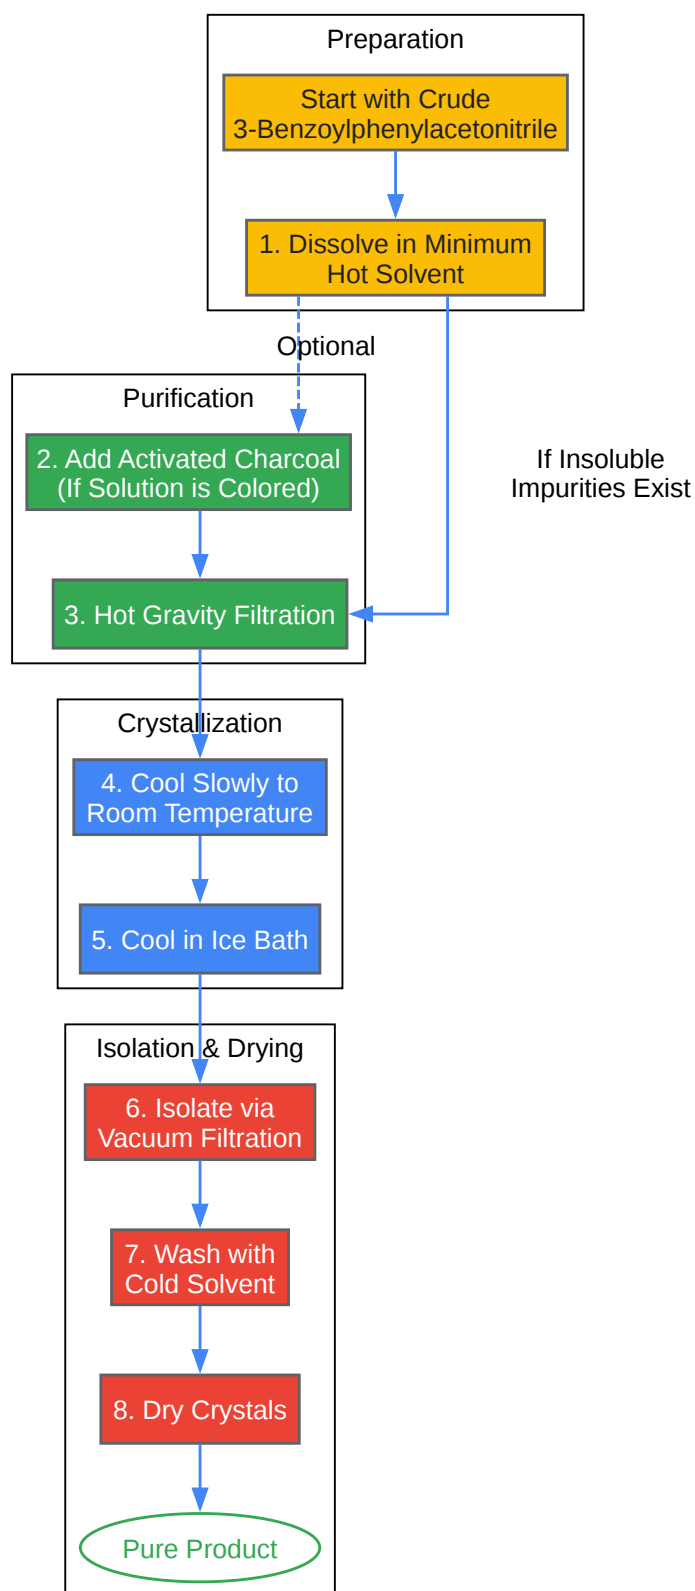 Preparation
Start with Crude
3-Benzoylphenylacetonitrile
1. Dissolve in Minimum
Hot Solvent
Optional
Purification
2. Add Activated Charcoal
(If Solution is Colored)
If Insoluble
Impurities Exist
3. Hot Gravity Filtration
Crystallization
4. Cool Slowly to
Room Temperature
5. Cool in Ice Bath
Isolation & Drying
6. Isolate via
Vacuum Filtration
7. Wash with
Cold Solvent
8. Dry Crystals
Pure Product